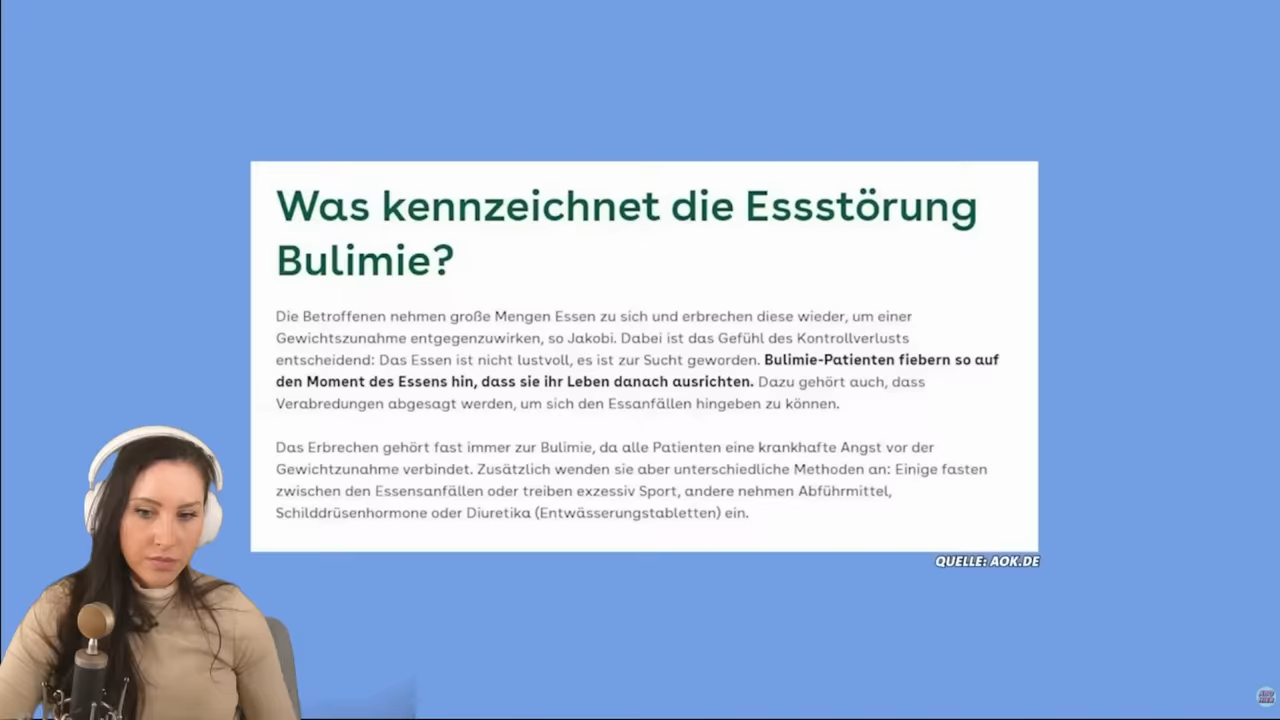 Was kennzeichnet die Essstörung
Bulimie?
Die Betroffenen nehmen große Mengen Essen zu sich und erbrechen diese wieder, um einer
Gewichtszunahme entgegenzuwirken, so Jakobi. Dabei ist das Gefühl des Kontrollverlusts
entscheidend: Das Essen ist nicht lustvoll, es ist zur Sucht geworden. Bulimie-Patienten fiebern so auf
den Moment des Essens hin, dass sie ihr Leben danach ausrichten. Dazu gehört auch, dass
Verabredungen abgesagt werden, um sich den Essanfällen hingeben zu können.
Das Erbrechen gehört fast immer zur Bulimie, da alle Patienten eine krankhafte Angst vor der
Gewichtzunahme verbindet. Zusätzlich wenden sie aber unterschiedliche Methoden an: Einige fasten
zwischen den Essensanfällen oder treiben exzessiv Sport, andere nehmen Abführmittel,
Schilddrüsenhormone oder Diuretika (Entwässerungstabletten) ein.
QUELLE: AOK.DE